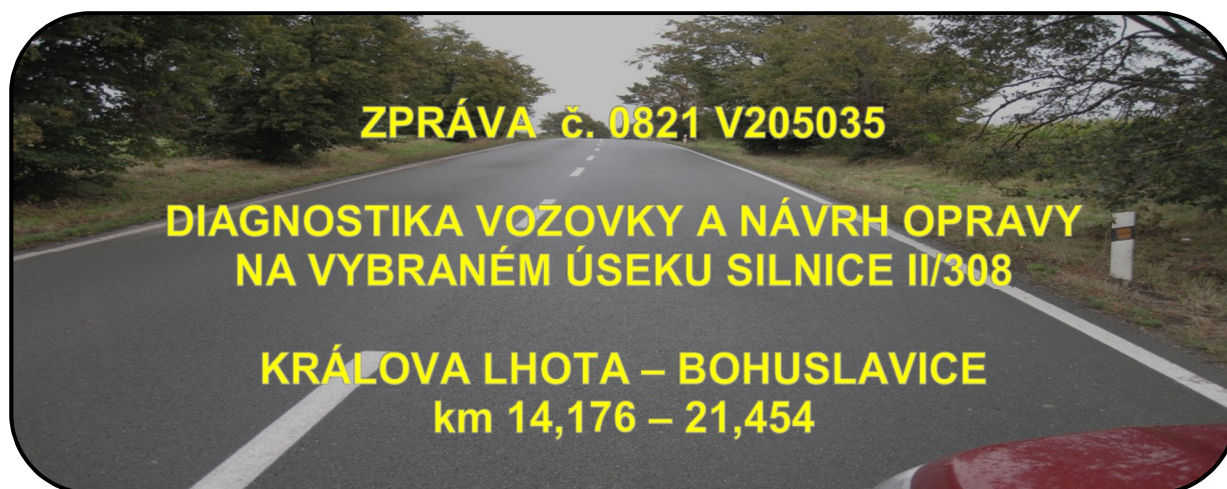 ZPRÁVA č. 0821 V205035
DIAGNOSTIKA VOZOVKY A NÁVRH OPRAVY
NA VYBRANÉM ÚSEKU SILNICE II/308
KRÁLOVA LHOTA – BOHUSLAVICE
km 14,176 – 21,454